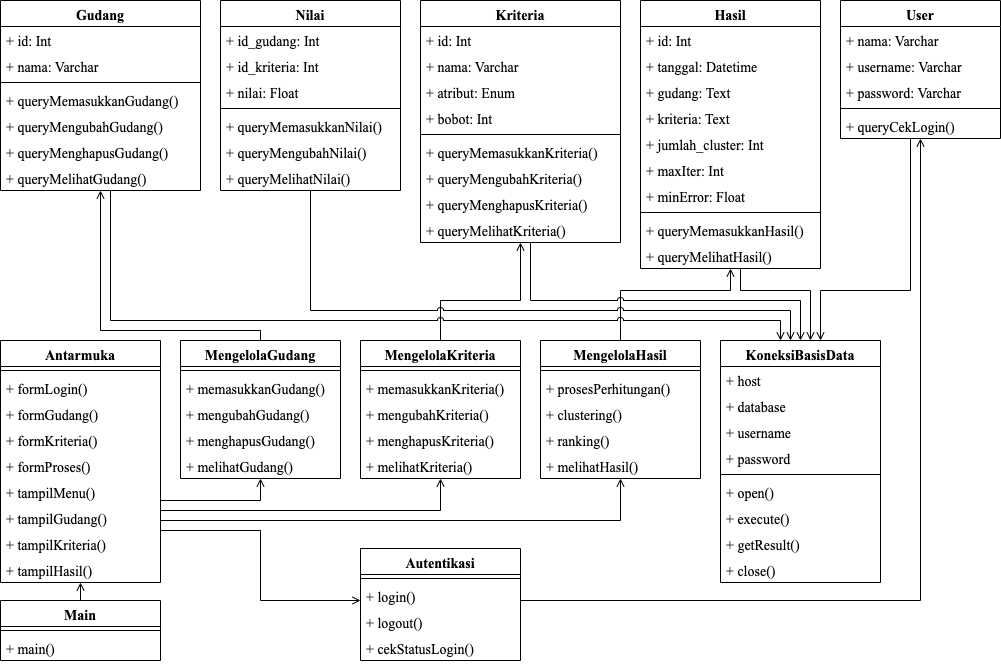 Gudang
+ id: Int
+ nama: Varchar
+ queryMemasukkanGudang()
+ queryMengubahGudang()
+ queryMenghapusGudang()
+ queryMelihatGudang()
Nilai
+ id_gudang: Int
+ id_kriteria: Int
+ nilai: Float
+ queryMemasukkanNilai()
+ queryMengubahNilai()
+ queryMelihatNilai()
Kriteria
+ id: Int
+ nama: Varchar
+ atribut: Enum
+ bobot: Int
+ queryMemasukkanKriteria()
+ queryMengubahKriteria()
+ queryMenghapusKriteria()
+ queryMelihatKriteria()
Hasil
+ id: Int
+ tanggal: Datetime
+ gudang: Text
+ kriteria: Text
+ jumlah_cluster: Int
+ maxIter: Int
+ minError: Float
+ queryMemasukkanHasil()
+ queryMelihatHasil()
User
+ nama: Varchar
+ username: Varchar
+ password: Varchar
+ queryCekLogin()
Antarmuka
+ formLogin()
+ formGudang()
+ formKriteria()
+ formProses()
+ tampilMenu()
+ tampilGudang()
+ tampilKriteria()
+ tampilHasil()
MengelolaGudang
+ memasukkanGudang()
+ mengubahGudang()
+ menghapusGudang()
+ melihatGudang()
MengelolaKriteria
+ memasukkanKriteria()
+ mengubahKriteria()
+ menghapusKriteria()
+ melihatKriteria()
MengelolaHasil
+ prosesPerhitungan()
+ clustering()
+ ranking()
+ melihatHasil()
KoneksiBasisData
+ host
+ database
+ username
+ password
+ open()
+ execute()
+ getResult()
+ close()
Autentikasi
+ login()
+ logout()
+ cekStatusLogin()
Main
+ main()